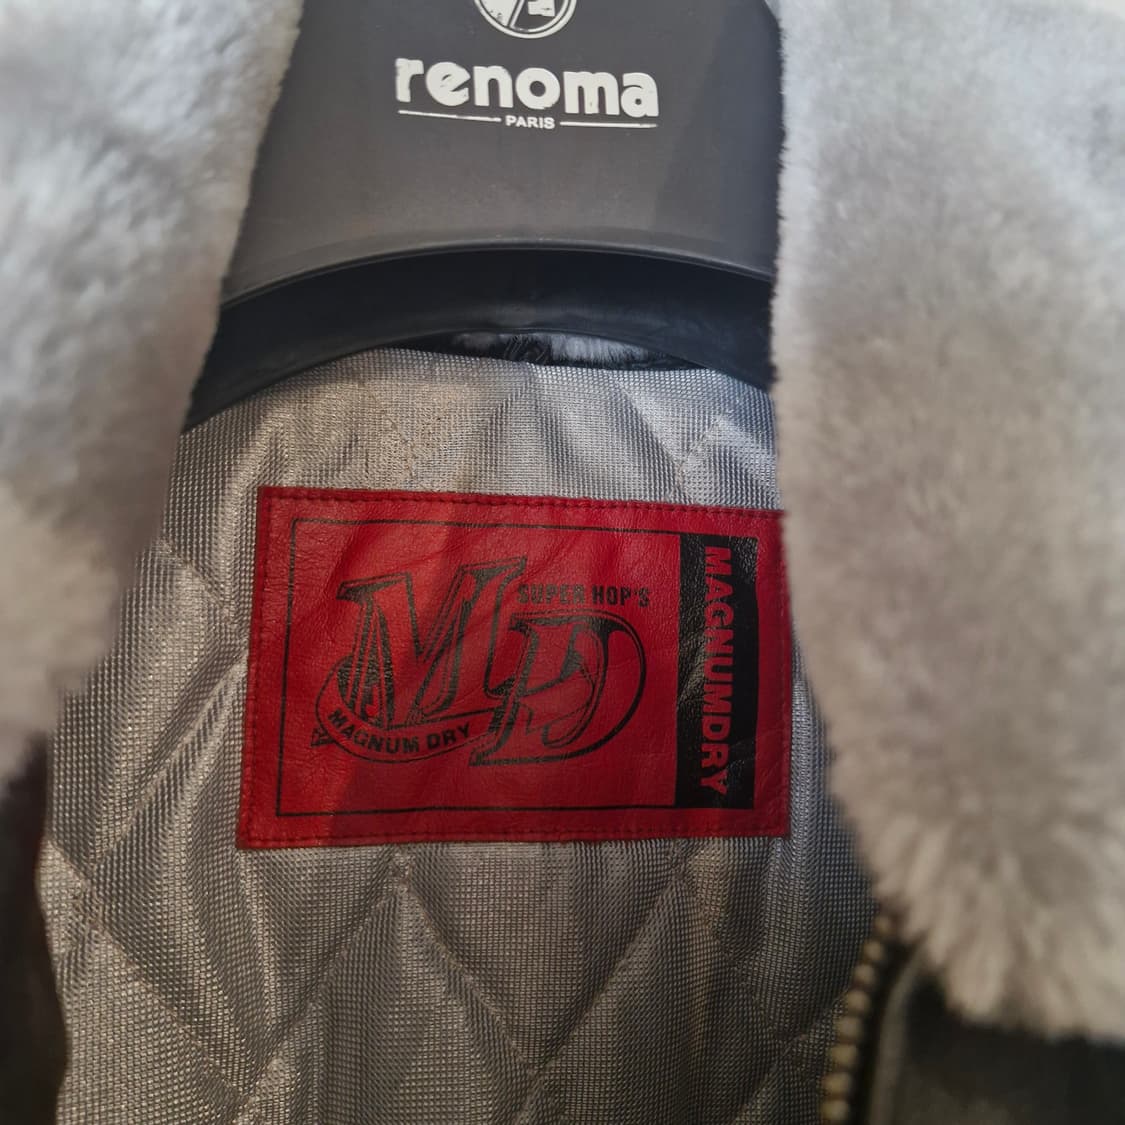 renoma
PARIS
SUPER HOP'S
MD
MAGNUM DRY
MAGNUMDRY